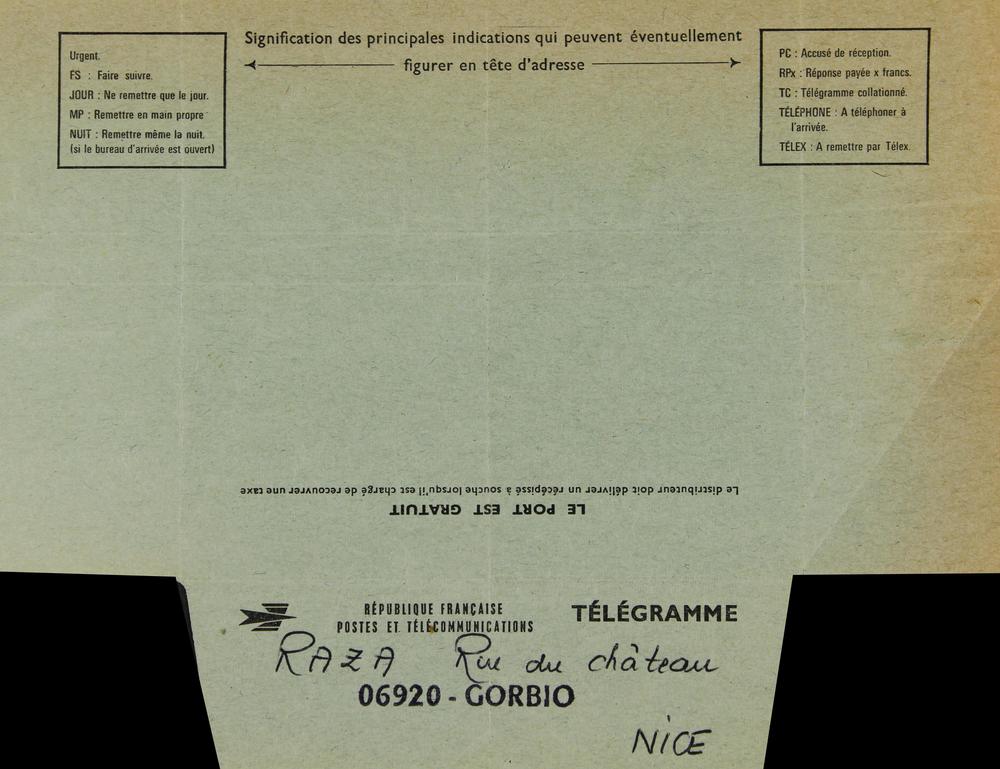 Signification des principales indications qui peuvent éventuellement
figurer en tête d'adresse
Urgent.
FS : Faire suivre.
JOUR : Ne remettre que le jour.
MP : Remettre en main propre
NUIT : Remettre même la nuit.
(si le bureau d'arrivée est ouvert)
PC : Accusé de réception.
RPx : Réponse payée x francs.
TC : Télégramme collationné.
TÉLÉPHONE : A téléphoner à
l'arrivée.
TÉLEX : A remettre par Télex.
LE PORT EST GRATUIT
Le distributeur doit délivrer un récépissé à souche lorsqu'il est chargé de recouvrer une taxe
RÉPUBLIQUE FRANÇAISE
POSTES ET TÉLÉCOMMUNICATIONS
TÉLÉGRAMME
RAZA Rue du château
06920 - GORBIO
NICE